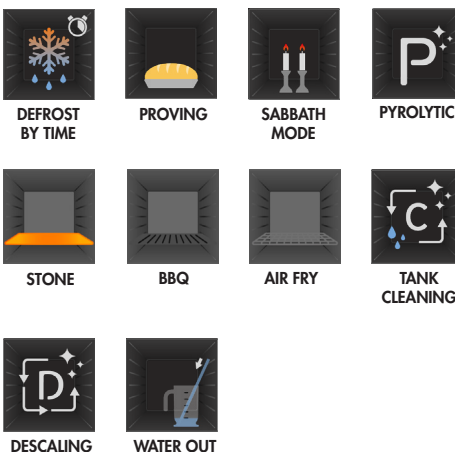 P
DEFROST
BY TIME
PROVING
SABBATH
MODE
PYROLYTIC
C
STONE
BBQ
AIR FRY
TANK
CLEANING
D
DESCALING
WATER OUT